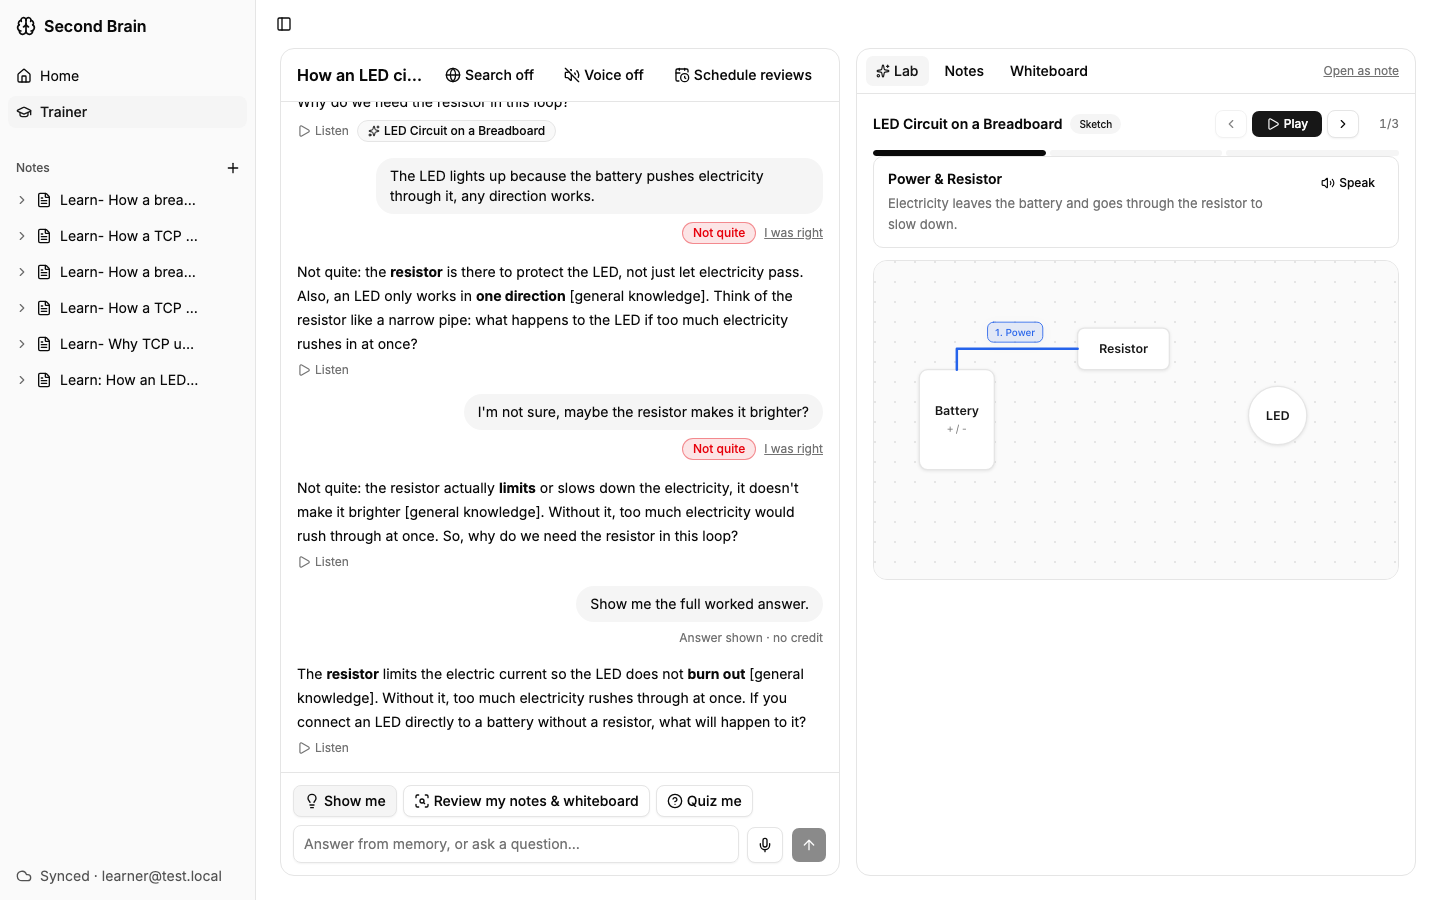 Second Brain
Home
Trainer
Notes
Learn- How a brea...
Learn- How a TCP ...
Learn- How a brea...
Learn- How a TCP ...
Learn- Why TCP u...
Learn: How an LED...
Synced · learner@test.local
How an LED ci...
Search off
Voice off
Schedule reviews
Why do we need the resistor in this loop?
Listen
LED Circuit on a Breadboard
The LED lights up because the battery pushes electricity
through it, any direction works.
Not quite
I was right
Not quite: the resistor is there to protect the LED, not just let electricity pass.
Also, an LED only works in one direction [general knowledge]. Think of the
resistor like a narrow pipe: what happens to the LED if too much electricity
rushes in at once?
Listen
I'm not sure, maybe the resistor makes it brighter?
Not quite
I was right
Not quite: the resistor actually limits or slows down the electricity, it doesn't
make it brighter [general knowledge]. Without it, too much electricity would
rush through at once. So, why do we need the resistor in this loop?
Listen
Show me the full worked answer.
Answer shown · no credit
The resistor limits the electric current so the LED does not burn out [general
knowledge]. Without it, too much electricity rushes through at once. If you
connect an LED directly to a battery without a resistor, what will happen to it?
Listen
Show me
Review my notes & whiteboard
Quiz me
Answer from memory, or ask a question...
Lab
Notes
Whiteboard
Open as note
LED Circuit on a Breadboard
Sketch
Play
1/3
Power & Resistor
Speak
Electricity leaves the battery and goes through the resistor to
slow down.
1. Power
Resistor
Battery
+ / -
LED